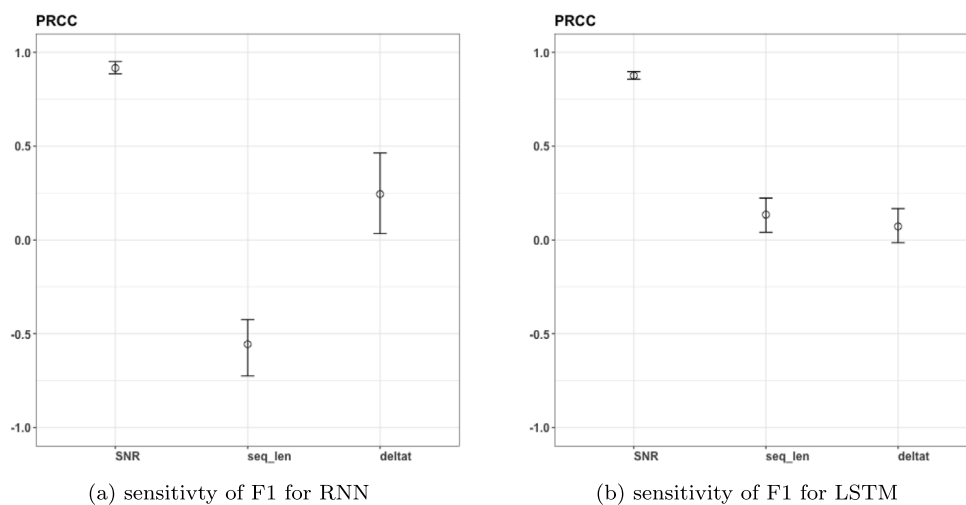 PRCC
1.0
0.5
0.0
-0.5
-1.0
SNR seq_len deltat
(a) sensitivty of F1 for RNN
PRCC
1.0
0.5
0.0
-0.5
-1.0
SNR seq_len deltat
(b) sensitivity of F1 for LSTM